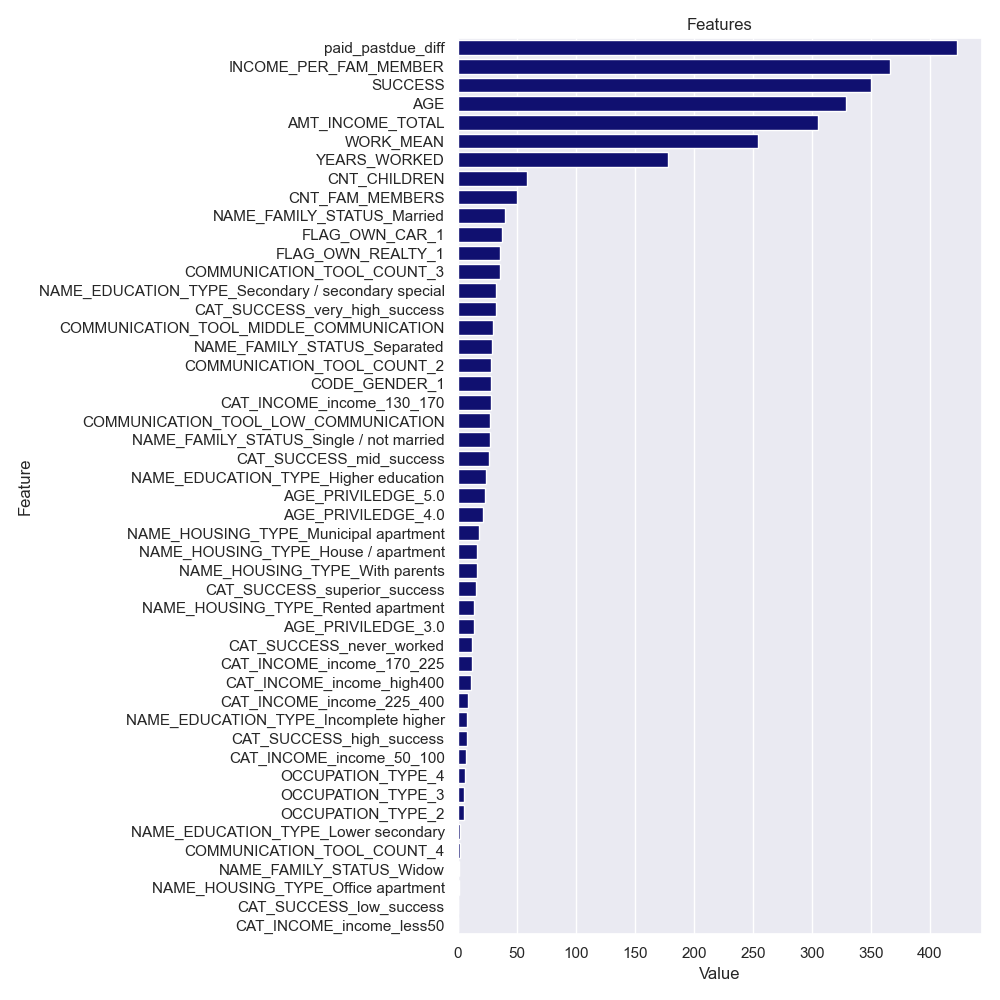 Features
paid_pastdue_diff
INCOME_PER_FAM_MEMBER
SUCCESS
AGE
AMT_INCOME_TOTAL
WORK_MEAN
YEARS_WORKED
CNT_CHILDREN
CNT_FAM_MEMBERS
NAME_FAMILY_STATUS_Married
FLAG_OWN_CAR_1
FLAG_OWN_REALTY_1
COMMUNICATION_TOOL_COUNT_3
NAME_EDUCATION_TYPE_Secondary / secondary special
CAT_SUCCESS_very_high_success
COMMUNICATION_TOOL_MIDDLE_COMMUNICATION
NAME_FAMILY_STATUS_Separated
COMMUNICATION_TOOL_COUNT_2
CODE_GENDER_1
CAT_INCOME_income_130_170
COMMUNICATION_TOOL_LOW_COMMUNICATION
NAME_FAMILY_STATUS_Single / not married
CAT_SUCCESS_mid_success
NAME_EDUCATION_TYPE_Higher education
AGE_PRIVILEDGE_5.0
AGE_PRIVILEDGE_4.0
NAME_HOUSING_TYPE_Municipal apartment
NAME_HOUSING_TYPE_House / apartment
NAME_HOUSING_TYPE_With parents
CAT_SUCCESS_superior_success
NAME_HOUSING_TYPE_Rented apartment
AGE_PRIVILEDGE_3.0
CAT_SUCCESS_never_worked
CAT_INCOME_income_170_225
CAT_INCOME_income_high400
CAT_INCOME_income_225_400
NAME_EDUCATION_TYPE_Incomplete higher
CAT_SUCCESS_high_success
CAT_INCOME_income_50_100
OCCUPATION_TYPE_4
OCCUPATION_TYPE_3
OCCUPATION_TYPE_2
NAME_EDUCATION_TYPE_Lower secondary
COMMUNICATION_TOOL_COUNT_4
NAME_FAMILY_STATUS_Widow
NAME_HOUSING_TYPE_Office apartment
CAT_SUCCESS_low_success
CAT_INCOME_income_less50
Feature
0 50 100 150 200 250 300 350 400
Value